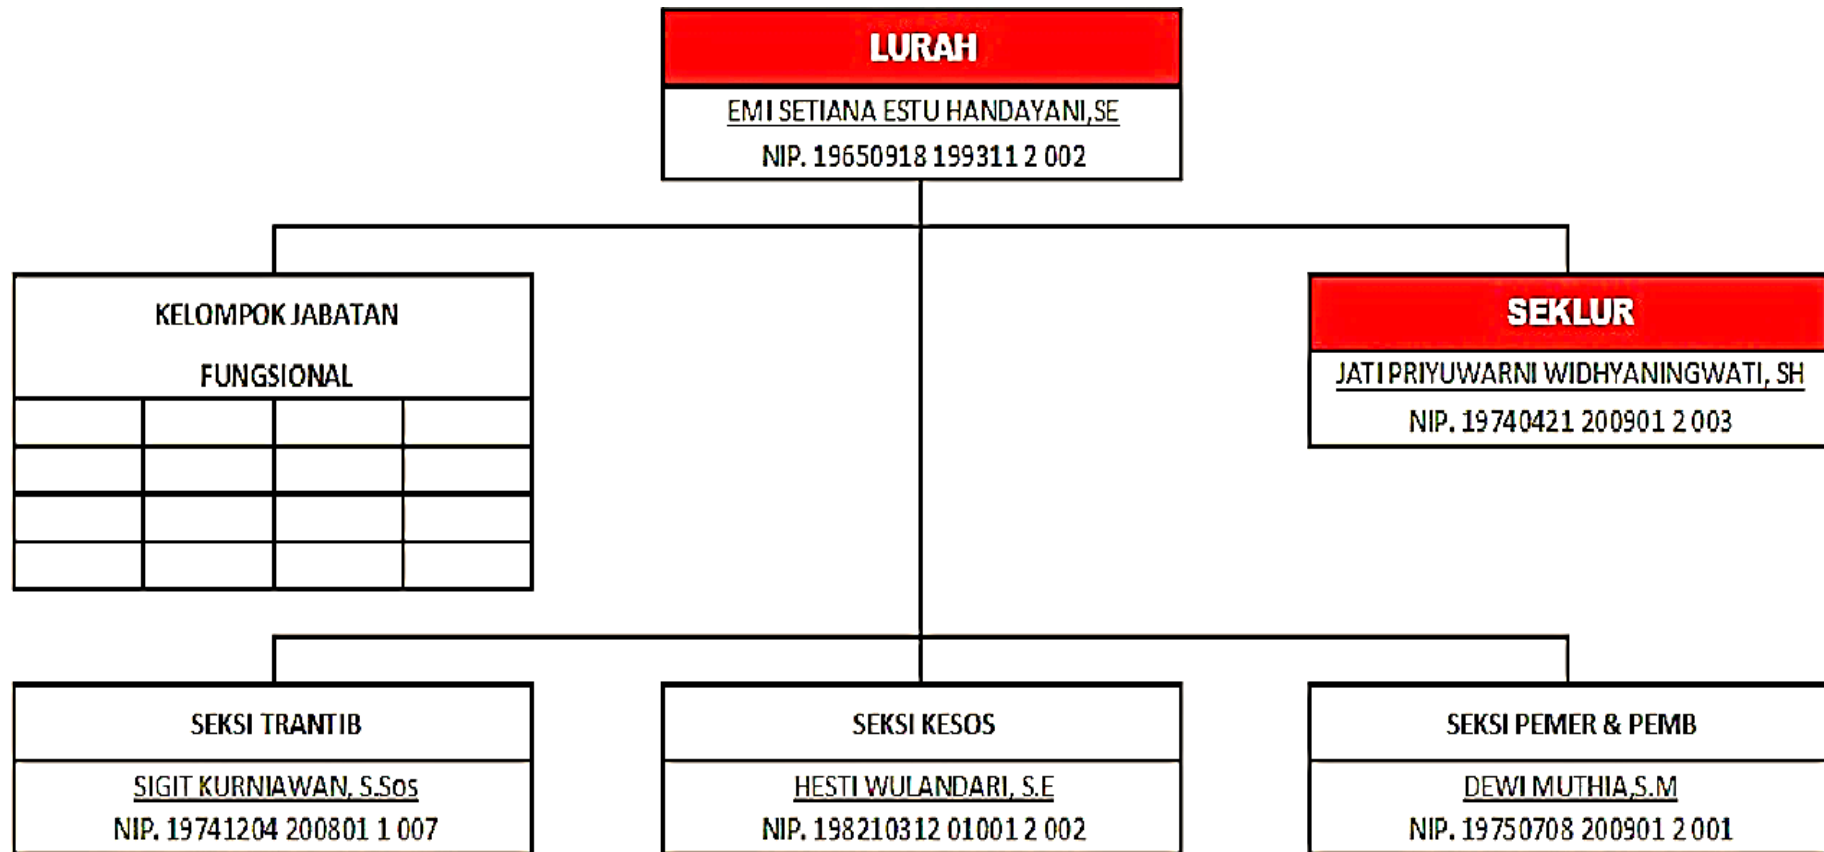 LURAH
EMI SETIANA ESTU HANDAYANI,SE
NIP. 19650918 199311 2 002
KELOMPOK JABATAN
FUNGSIONAL
SEKLUR
JATI PRIYUWARNI WIDHYANINGWATI, SH
NIP. 19740421 200901 2 003
SEKSI TRANTIB
SIGIT KURNIAWAN, S.Sos
NIP. 19741204 200801 1 007
SEKSI KESOS
HESTI WULANDARI, S.E
NIP. 198210312 01001 2 002
SEKSI PEMER & PEMB
DEWI MUTHIA,S.M
NIP. 19750708 200901 2 001